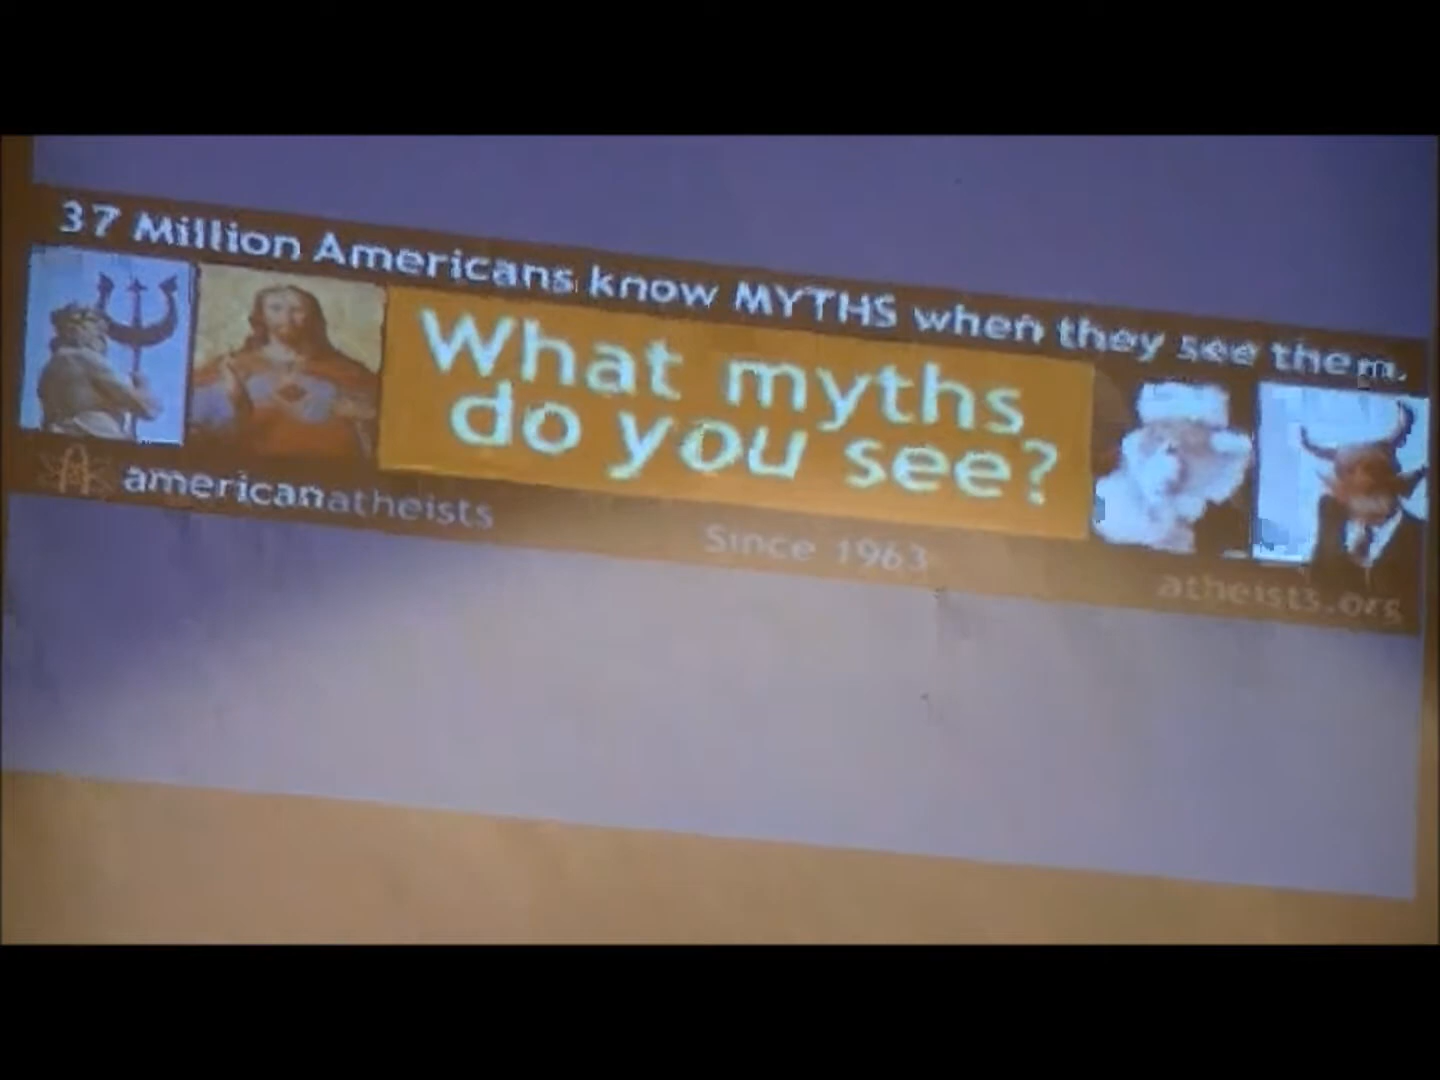 37 Million Americans know MYTHS when they see them.
What myths
do you see?
americanatheists
Since 1963
atheists.org